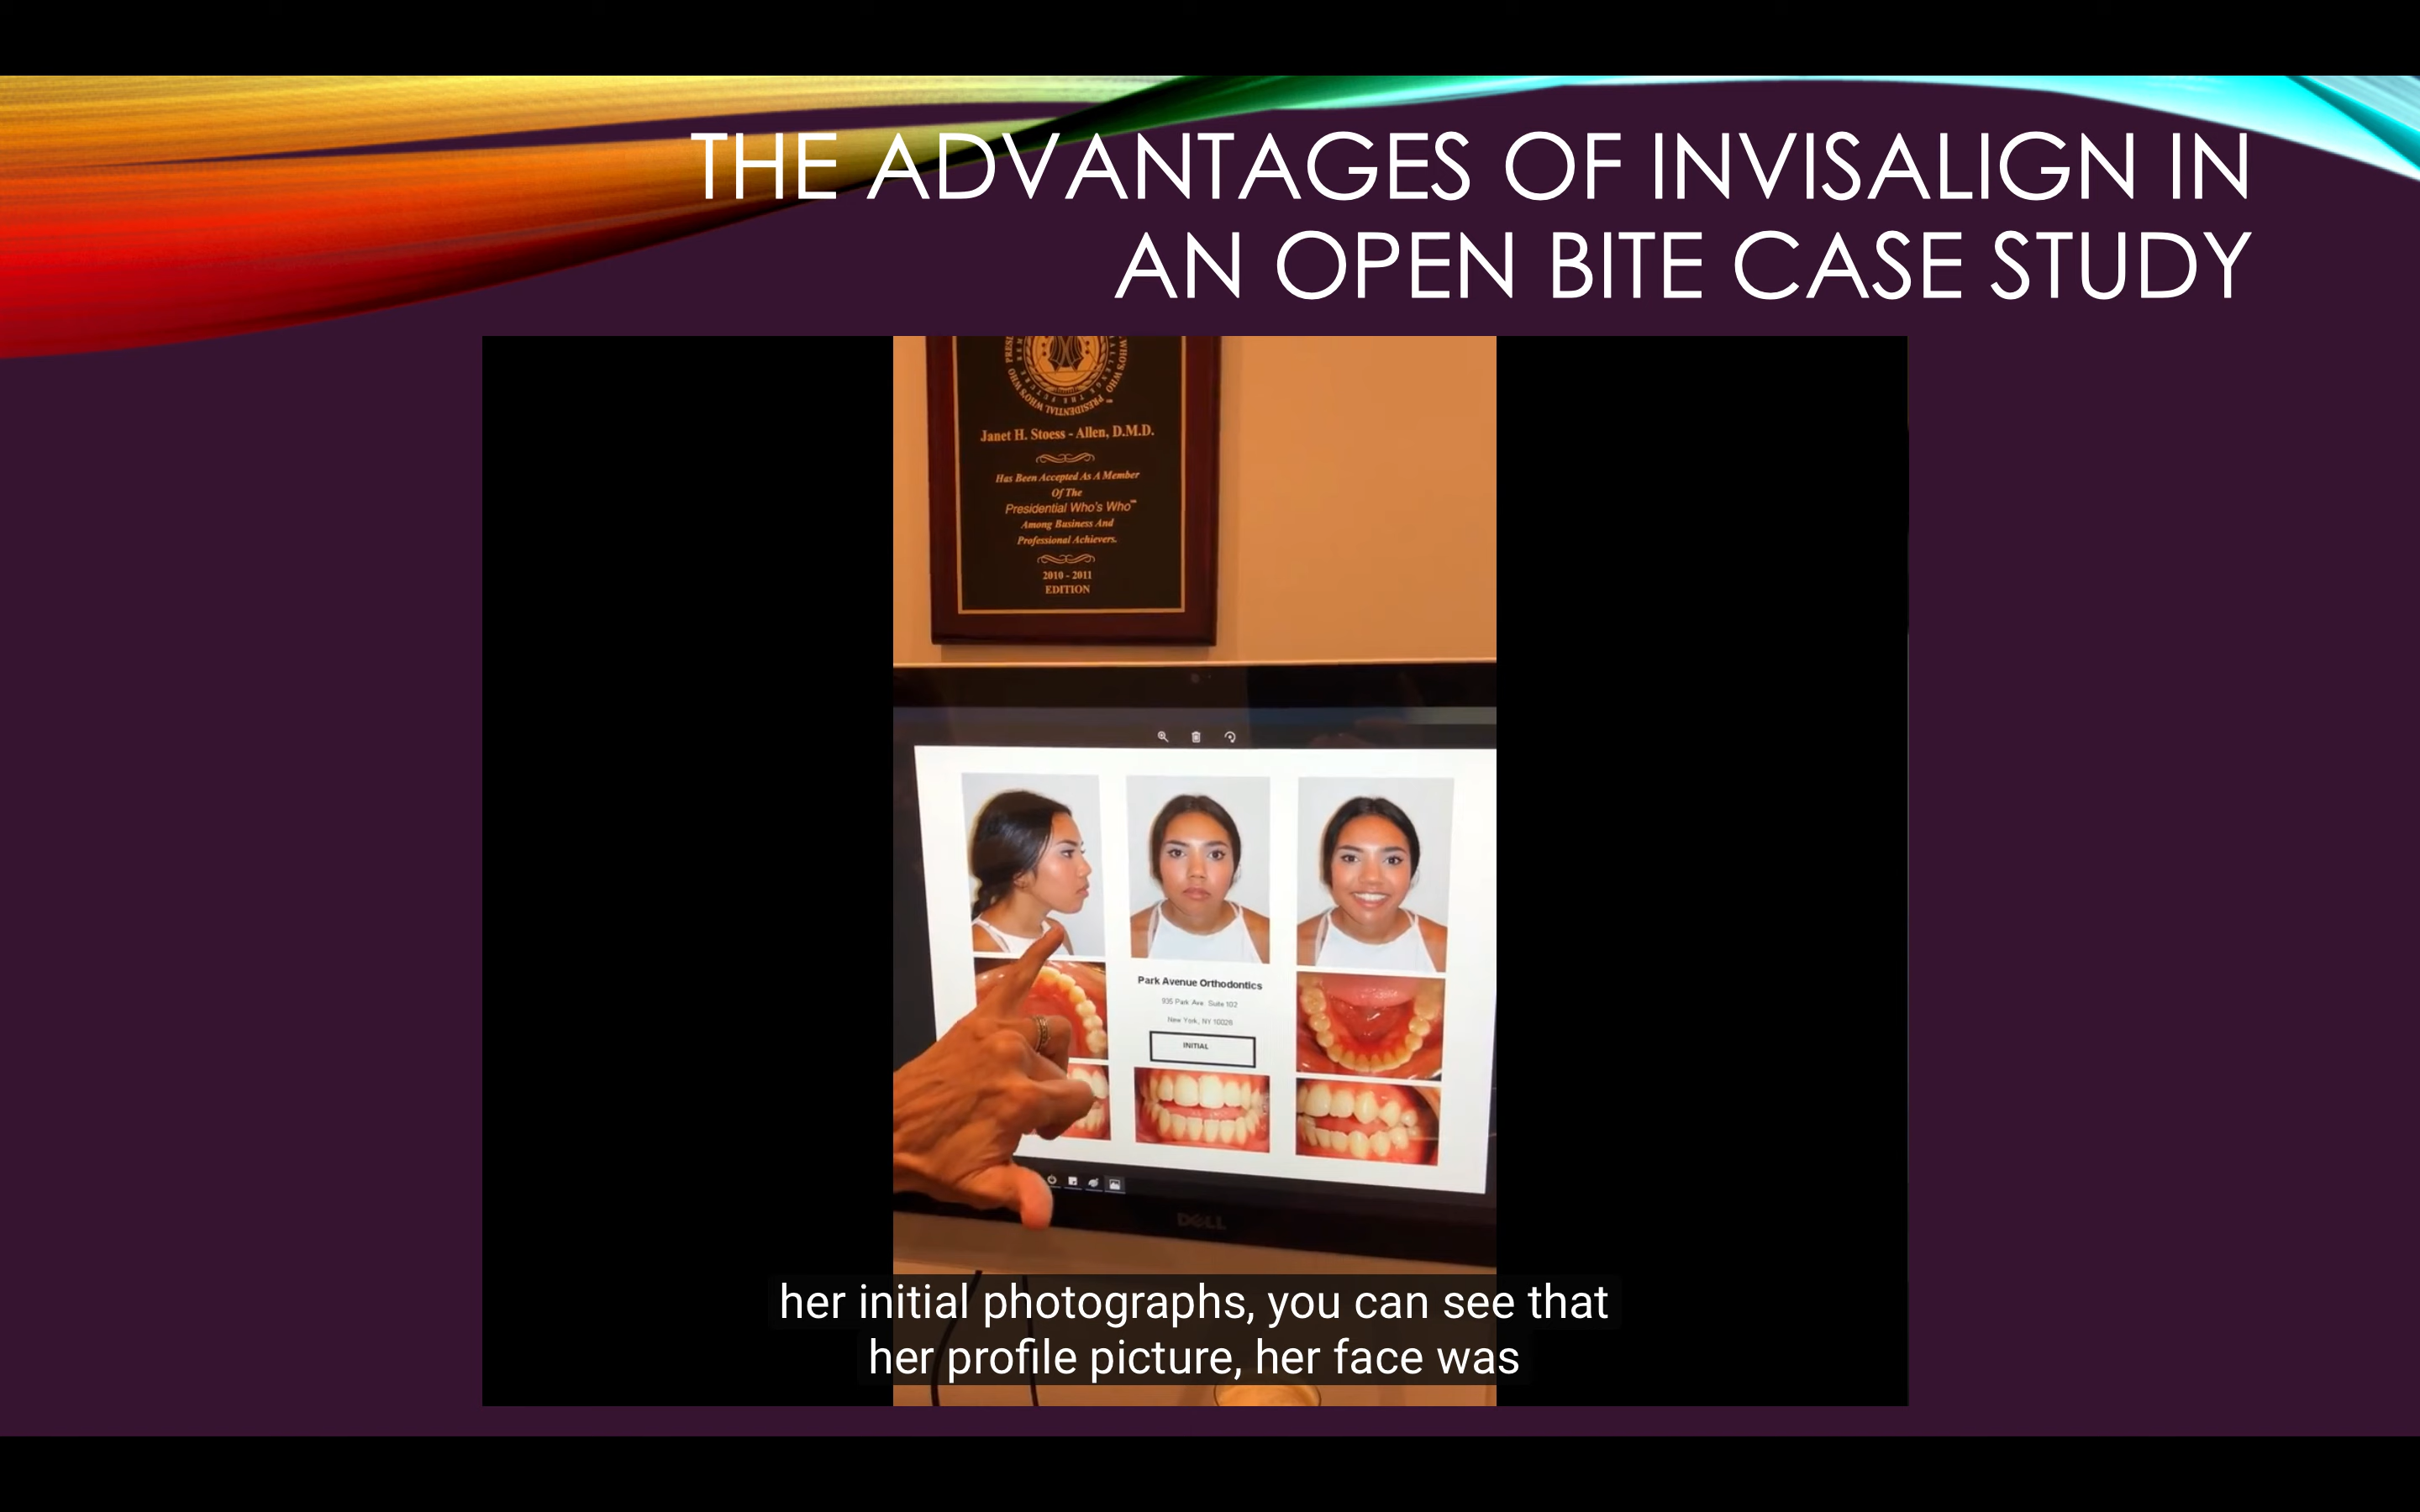 THE ADVANTAGES OF INVISALIGN IN
AN OPEN BITE CASE STUDY
PRESIDENTIAL WHO'S WHO
Janet H. Stoess - Allen, D.M.D.
Has Been Accepted As A Member
Of The
Presidential Who's Who™
Among Business And
Professional Achievers.
2010 - 2011
EDITION
Park Avenue Orthodontics
935 Park Ave. Suite 102
New York, NY 10028
INITIAL
DELL
her initial photographs, you can see that
her profile picture, her face was